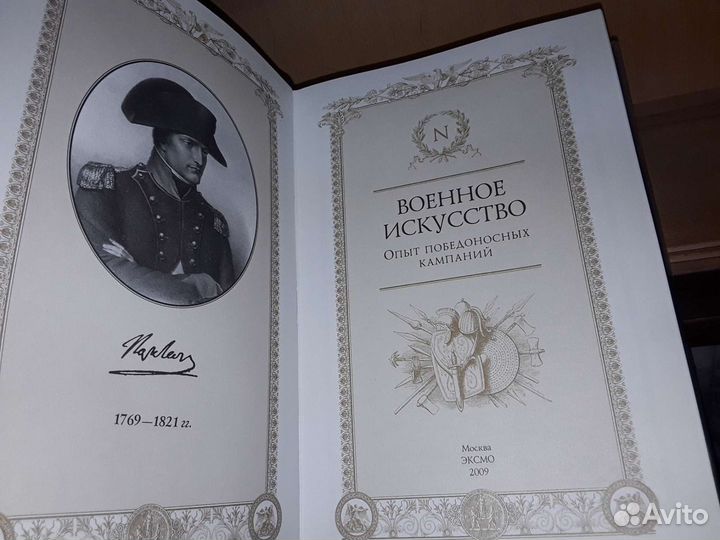 1769—1821 гг.
N
ВОЕННОЕ
ИСКУССТВО
ОПЫТ ПОБЕДОНОСНЫХ
КАМПАНИЙ
Москва
ЭКСМО
2009
Avito